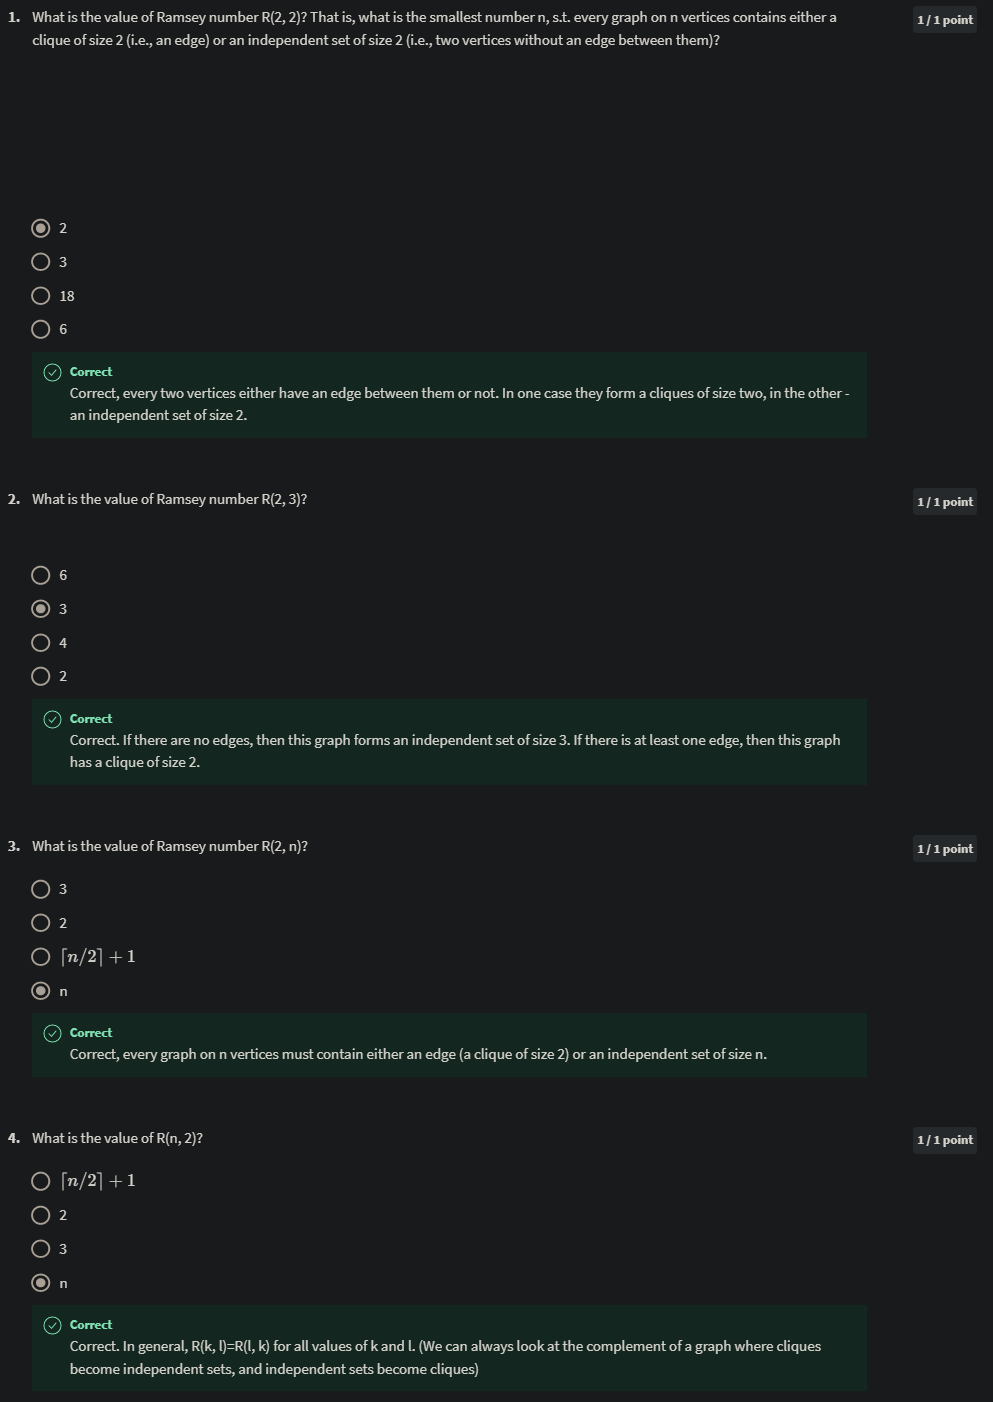 1. What is the value of Ramsey number R(2, 2)? That is, what is the smallest number n, s.t. every graph on n vertices contains either a
1 / 1 point
clique of size 2 (i.e., an edge) or an independent set of size 2 (i.e., two vertices without an edge between them)?
2
3
18
6
Correct
Correct, every two vertices either have an edge between them or not. In one case they form a cliques of size two, in the other -
an independent set of size 2.
2. What is the value of Ramsey number R(2, 3)?
1 / 1 point
6
3
4
2
Correct
Correct. If there are no edges, then this graph forms an independent set of size 3. If there is at least one edge, then this graph
has a clique of size 2.
3. What is the value of Ramsey number R(2, n)?
1 / 1 point
3
2
⌈n/2⌉ + 1
n
Correct
Correct, every graph on n vertices must contain either an edge (a clique of size 2) or an independent set of size n.
4. What is the value of R(n, 2)?
1 / 1 point
⌈n/2⌉ + 1
2
3
n
Correct
Correct. In general, R(k, l)=R(l, k) for all values of k and l. (We can always look at the complement of a graph where cliques
become independent sets, and independent sets become cliques)